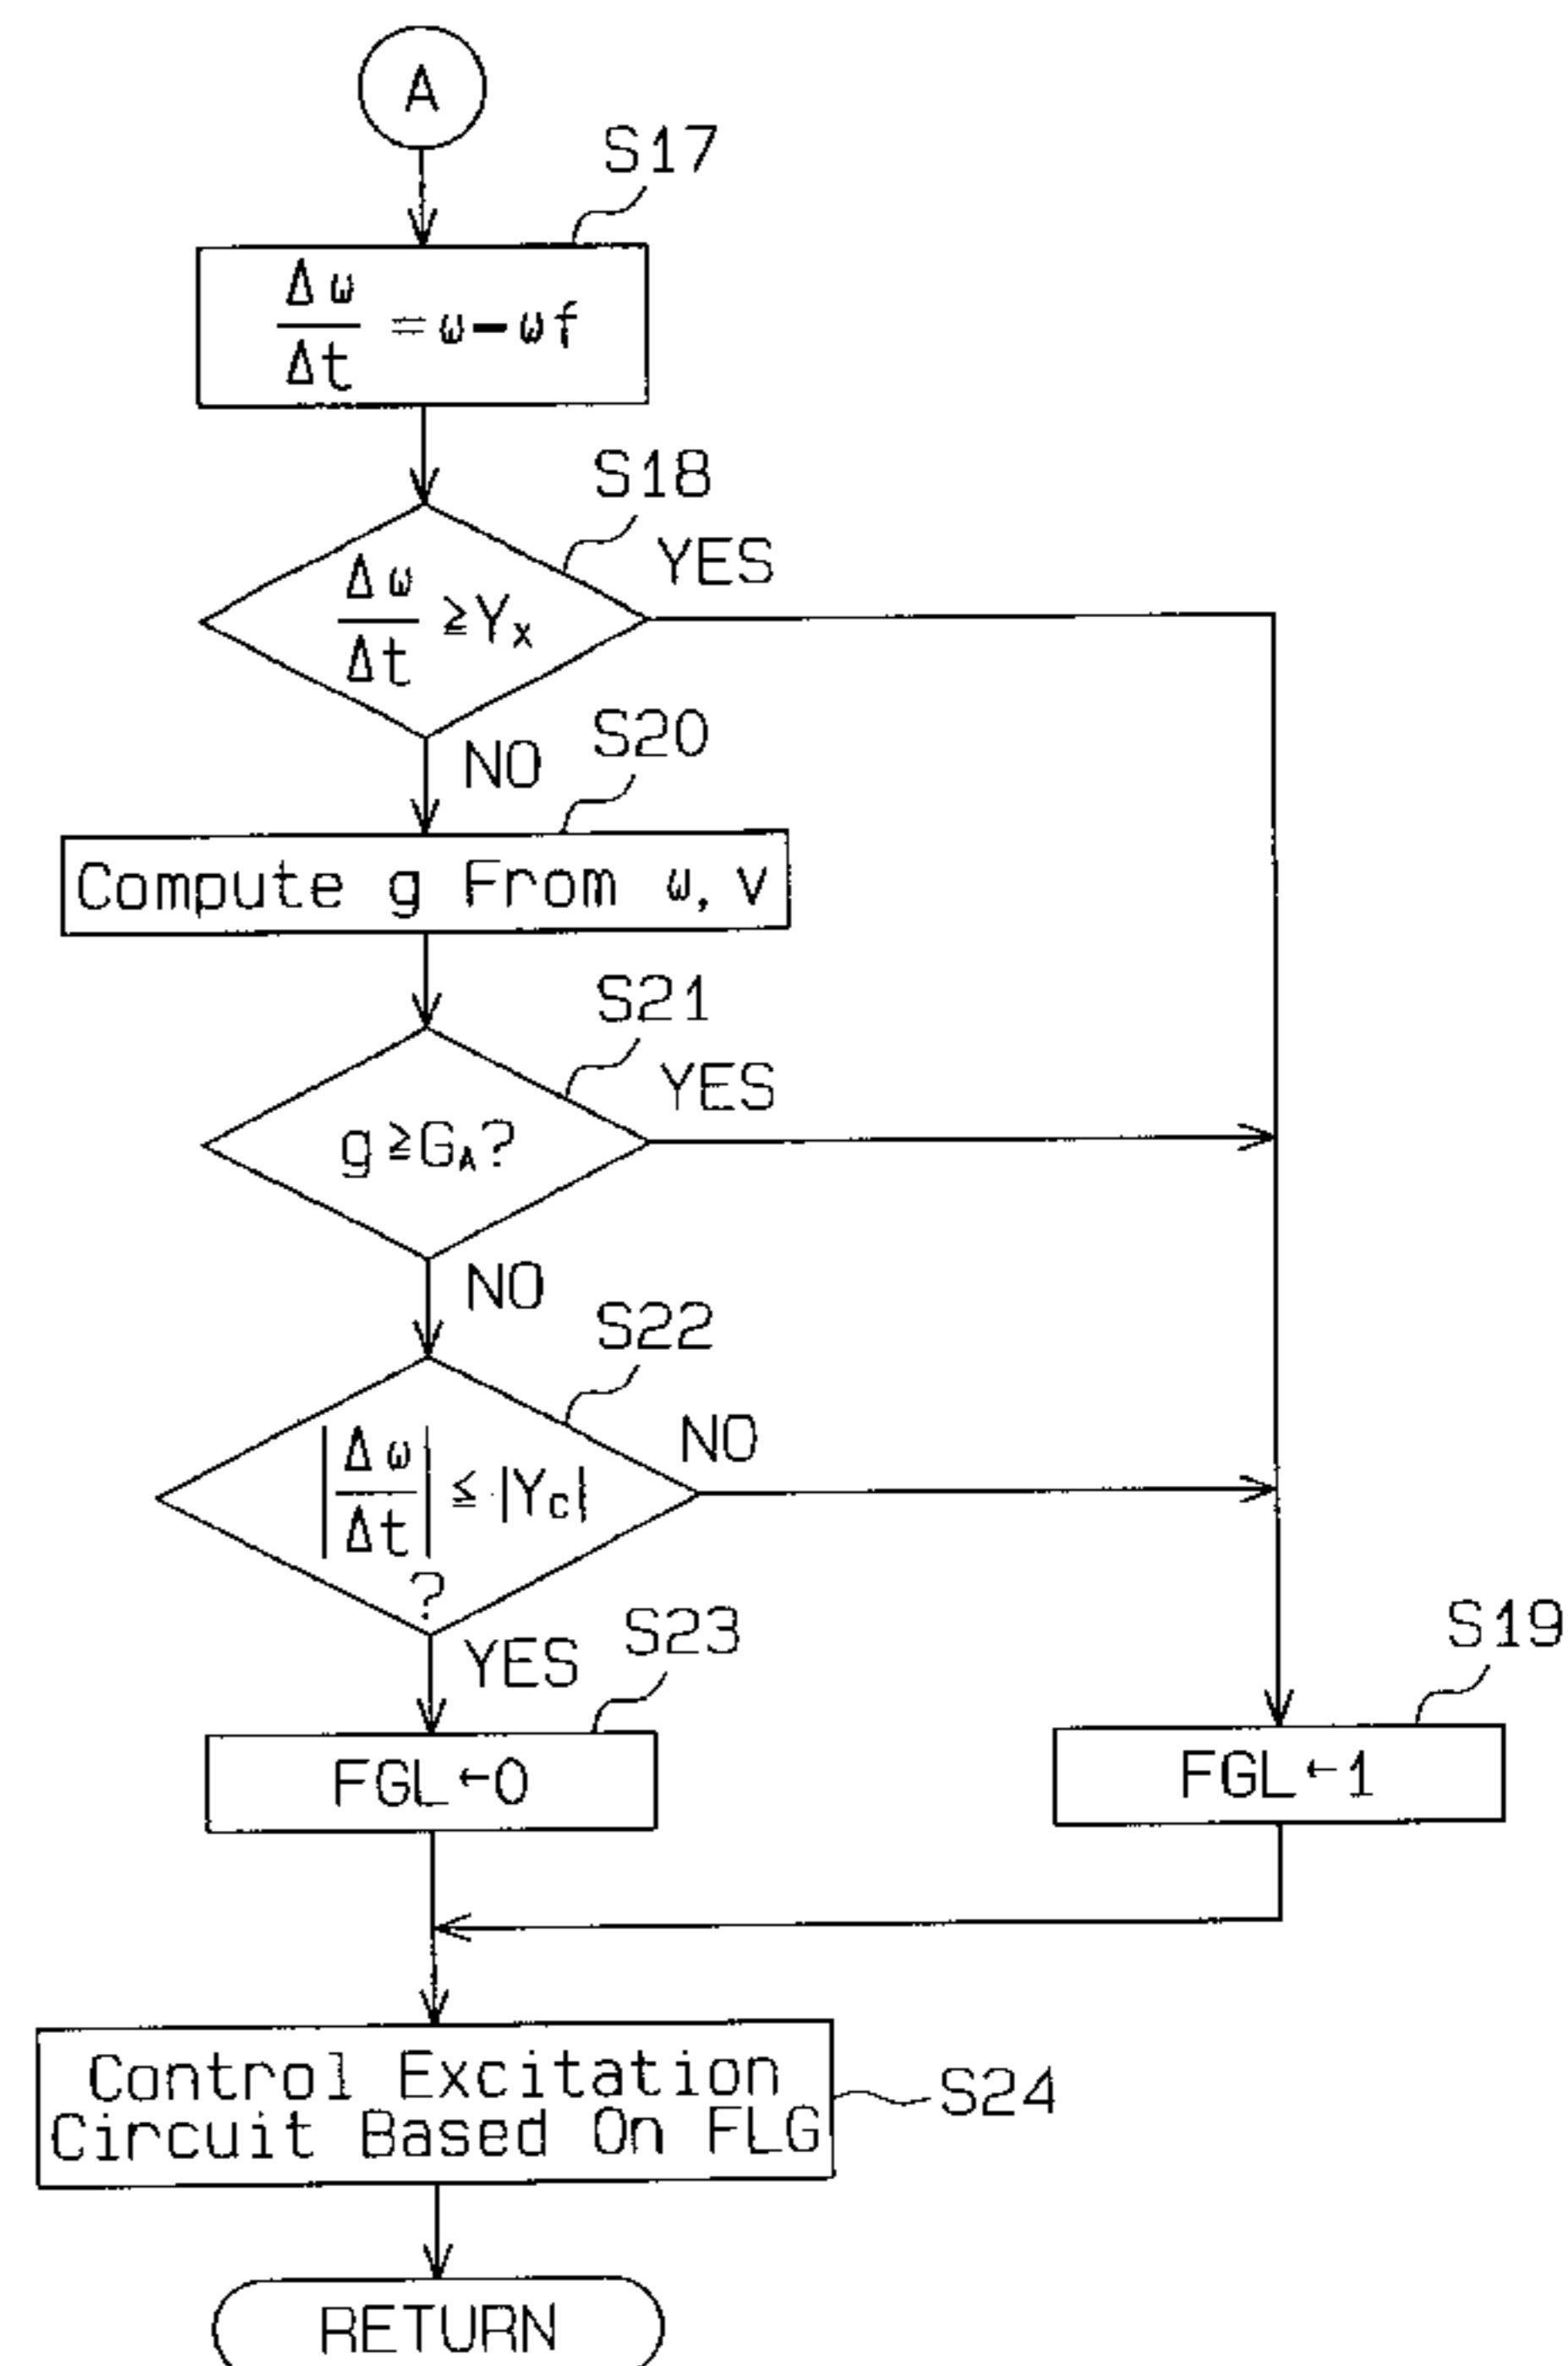 A
S17
Δω/Δt = ω-ωf
S18
Δω/Δt ≧Yx
YES
NO
S20
Compute g From ω, v
S21
g≧GA?
YES
NO
S22
|Δω/Δt| ≦ |Yc|
?
NO
YES
S23
FGL←0
S19
FGL←1
Control Excitation
Circuit Based On FLG
S24
RETURN